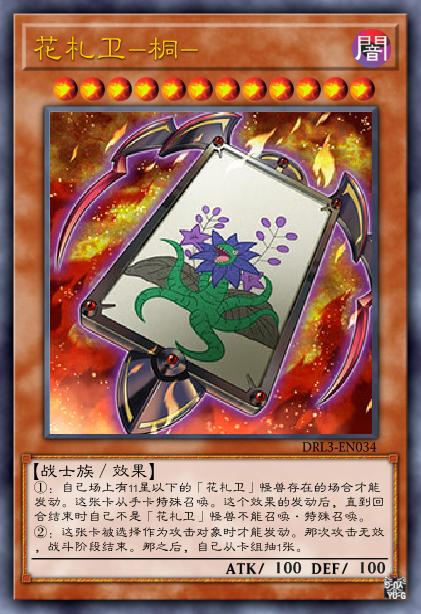 花札卫-桐-
闇
DRL3-EN034
【战士族/效果】
①：自己场上有11星以下的「花札卫」怪兽存在的场合才能
发动。这张卡从手卡特殊召唤。这个效果的发动后，直到回
合结束时自己不是「花札卫」怪兽不能召唤・特殊召唤。
②：这张卡被选择作为攻击对象时才能发动。那次攻击无效
，战斗阶段结束。那之后，自己从卡组抽1张。
ATK/ 100 DEF/ 100